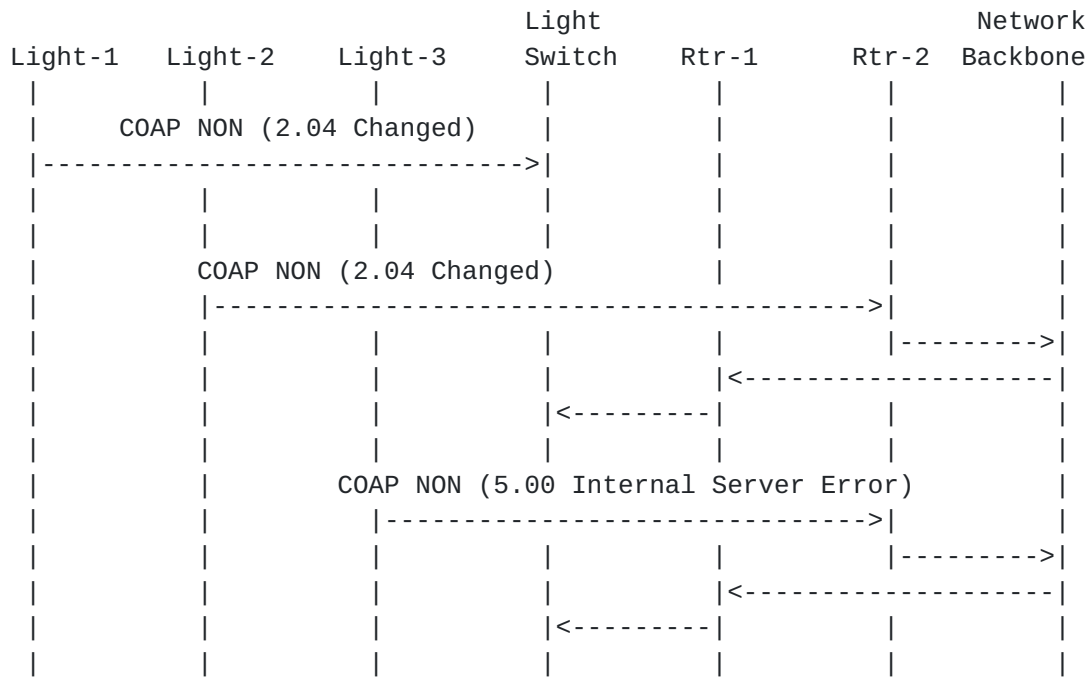 Light Network
Light-1 Light-2 Light-3 Switch Rtr-1 Rtr-2 Backbone
COAP NON (2.04 Changed)
COAP NON (2.04 Changed)
COAP NON (5.00 Internal Server Error)